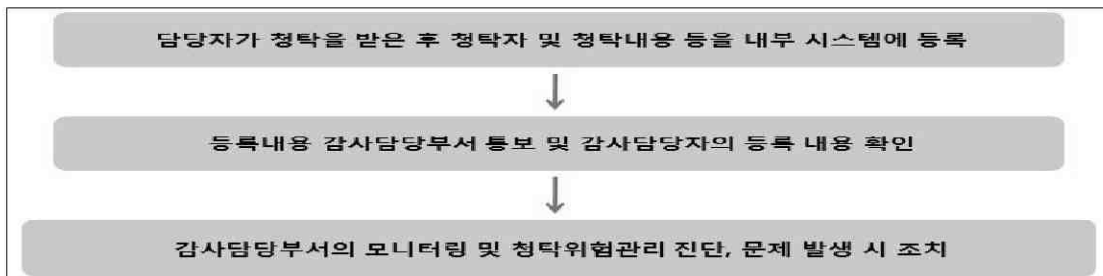 담당자가 청탁을 받은 후 청탁자 및 청탁내용 등을 내부 시스템에 등록
등록내용 감사담당부서 통보 및 감사담당자의 등록 내용 확인
감사담당부서의 모니터링 및 청탁위험관리 진단, 문제 발생 시 조치